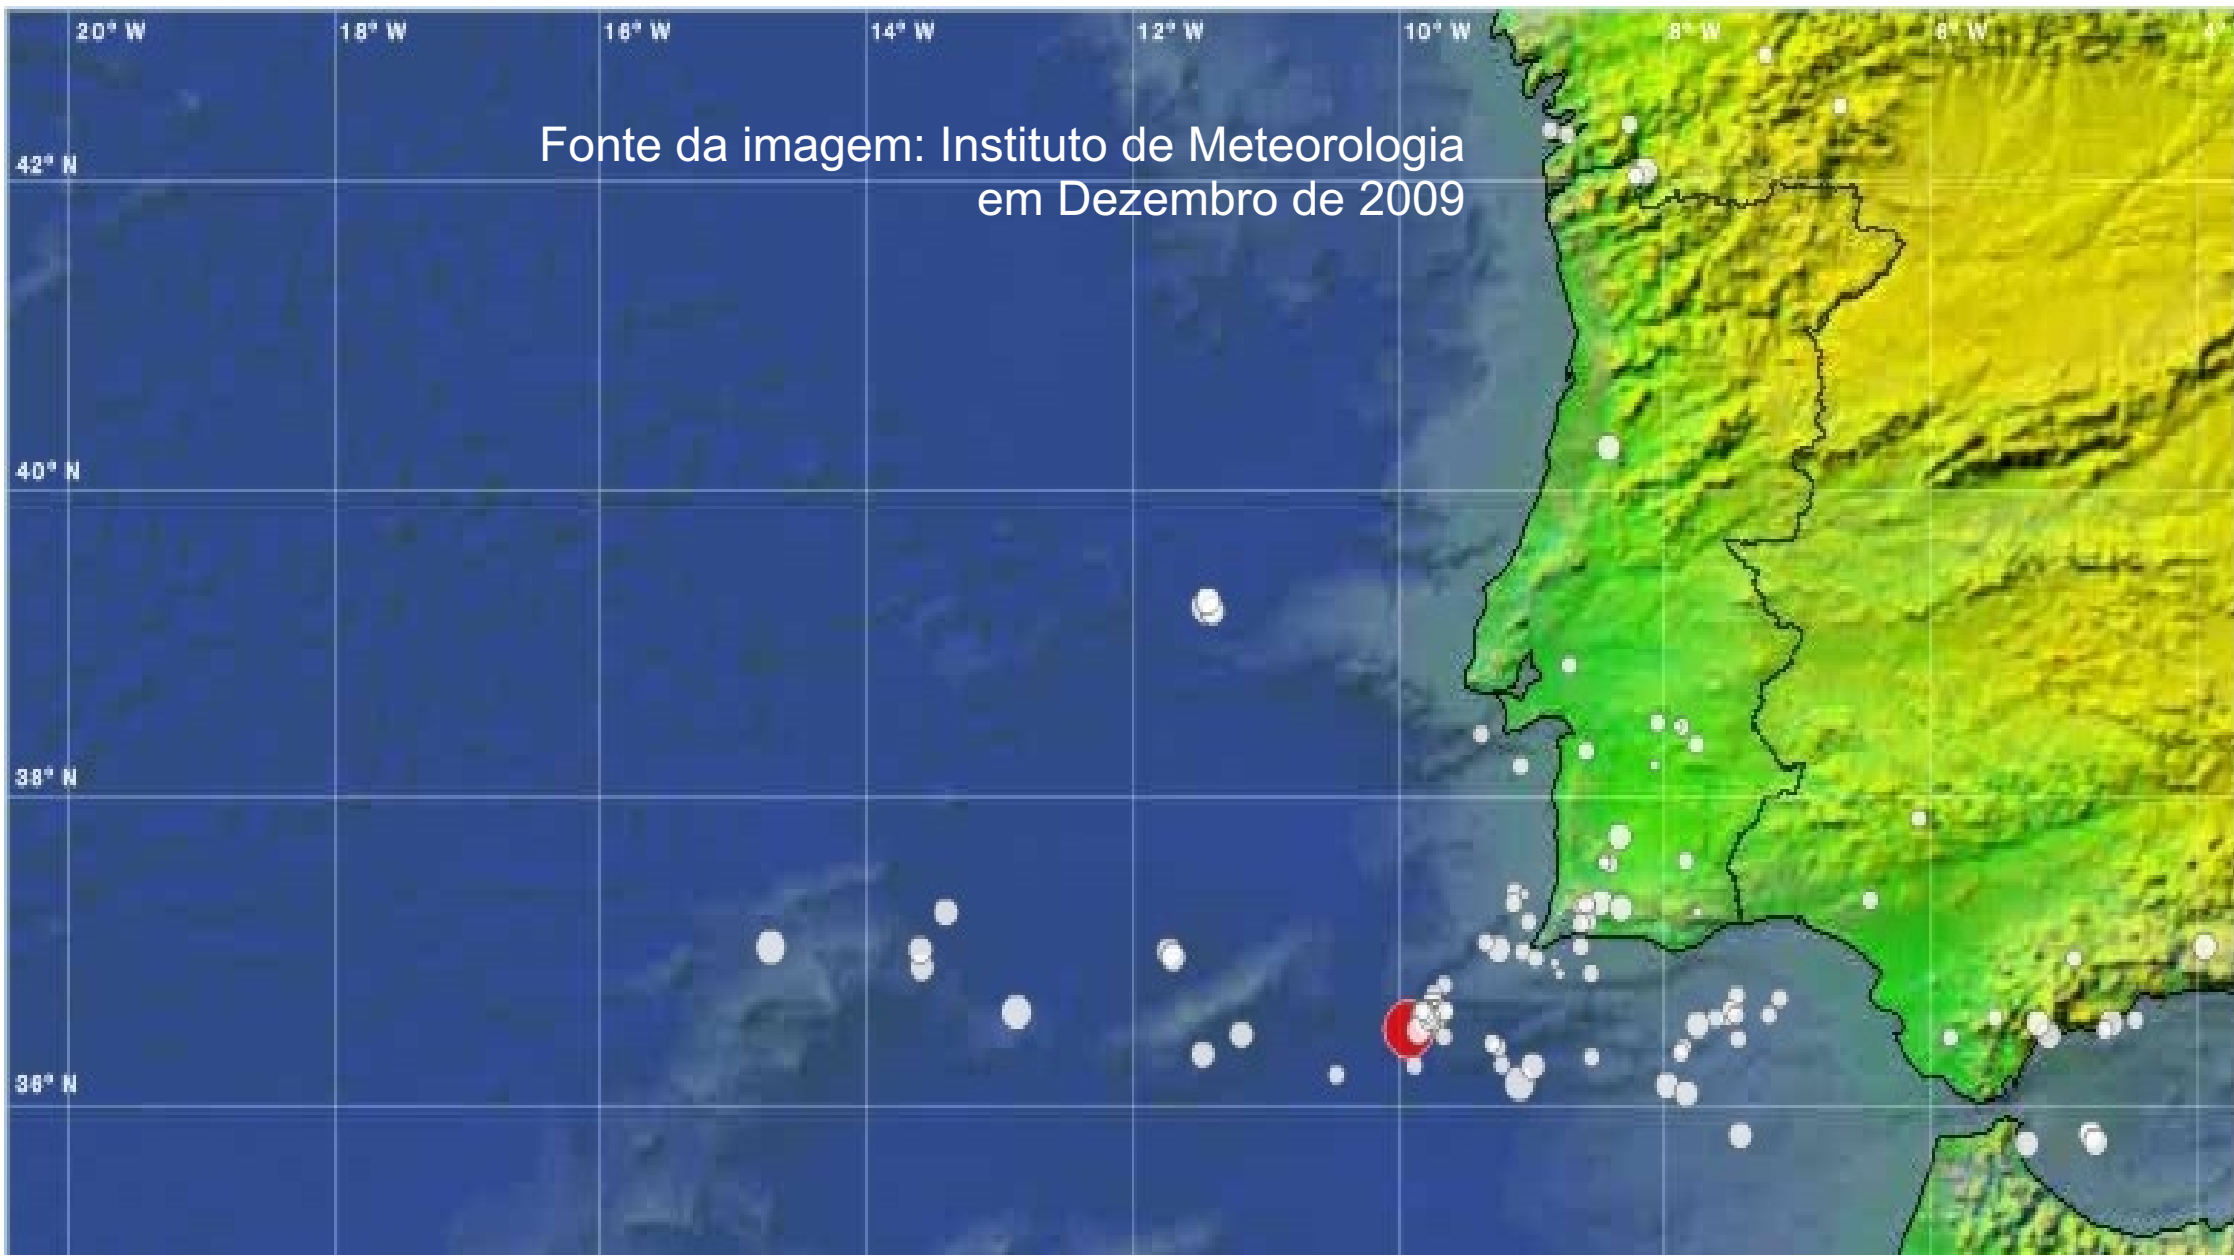 20° W 18° W 16° W 14° W 12° W 10° W 8° W 6° W 4°
Fonte da imagem: Instituto de Meteorologia
em Dezembro de 2009
42° N
40° N
38° N
36° N